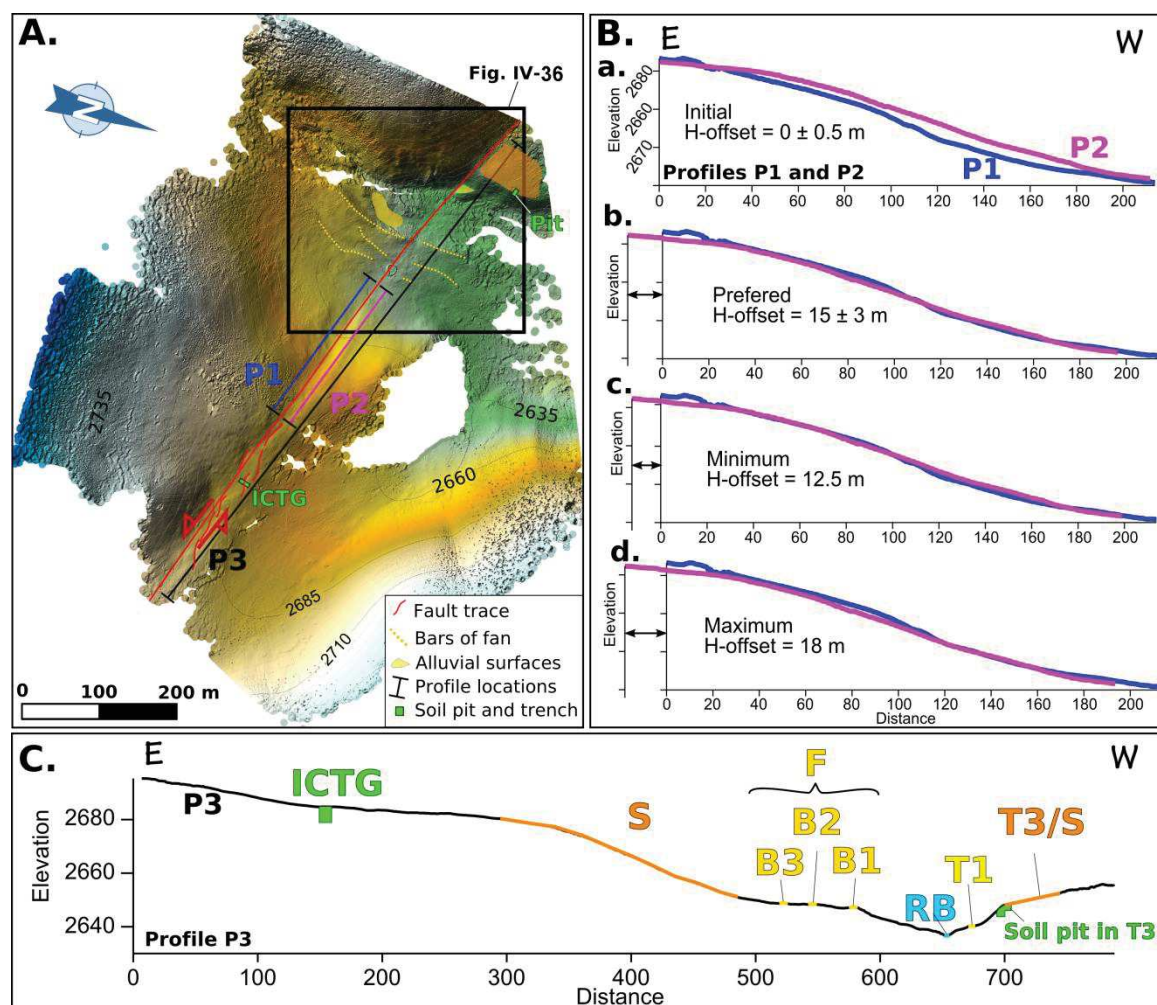 A.
N
Fig. IV-36
Pit
P1
P2
2735
2635
2660
ICTG
P3
2685
2710
Fault trace
Bars of fan
Alluvial surfaces
Profile locations
Soil pit and trench
0 100 200 m
B. E W
a.
Elevation
2680
2660
2670
Initial
H-offset = 0 ± 0.5 m
P2
P1
Profiles P1 and P2
0 20 40 60 80 100 120 140 160 180 200
b.
Elevation
Prefered
H-offset = 15 ± 3 m
0 20 40 60 80 100 120 140 160 180 200
c.
Elevation
Minimum
H-offset = 12.5 m
0 20 40 60 80 100 120 140 160 180 200
d.
Elevation
Maximum
H-offset = 18 m
0 20 40 60 80 100 120 140 160 180 200
Distance
C. E W
ICTG
P3
F
S
B2
T3/S
B3 B1
T1
RB
Soil pit in T3
Elevation
2680
2660
2640
Profile P3
0 100 200 300 400 500 600 700
Distance